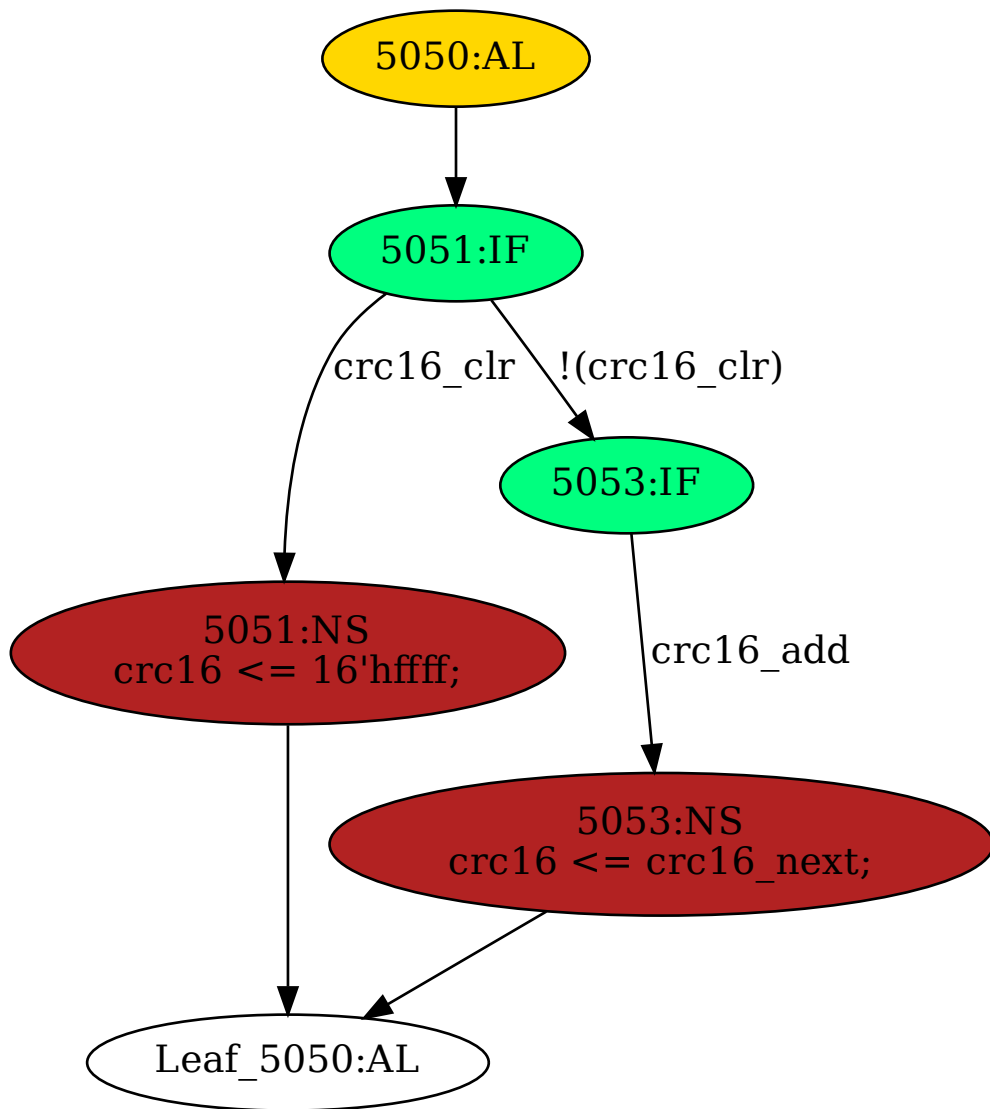 5050:AL
5051:IF
crc16_clr
!(crc16_clr)
5053:IF
5051:NS
crc16 <= 16'hffff;
crc16_add
5053:NS
crc16 <= crc16_next;
Leaf_5050:AL